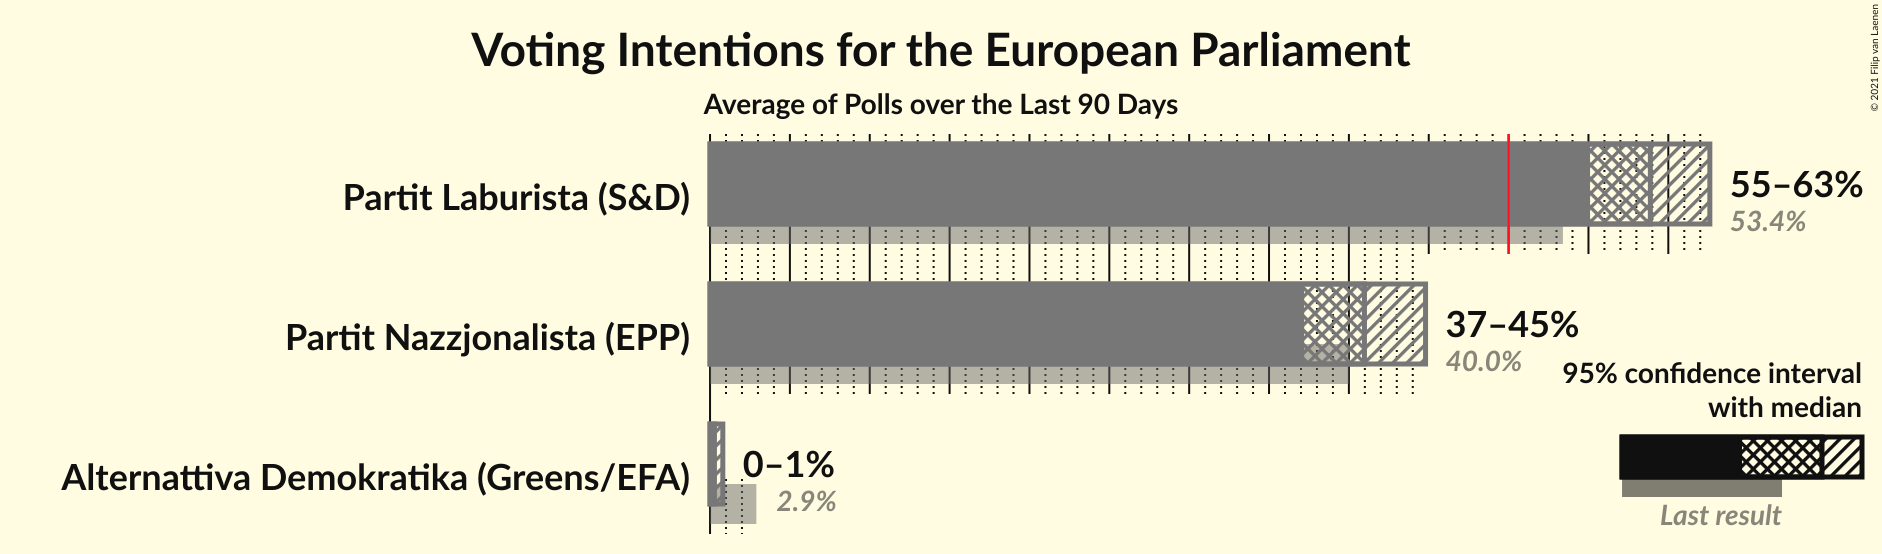 Voting Intentions for the European Parliament
Average of Polls over the Last 90 Days
© 2021 Filip van Laenen
Partit Laburista (S&D)
55–63%
53.4%
Partit Nazzjonalista (EPP)
37–45%
40.0%
Alternattiva Demokratika (Greens/EFA)
0–1%
2.9%
95% confidence interval
with median
Last result